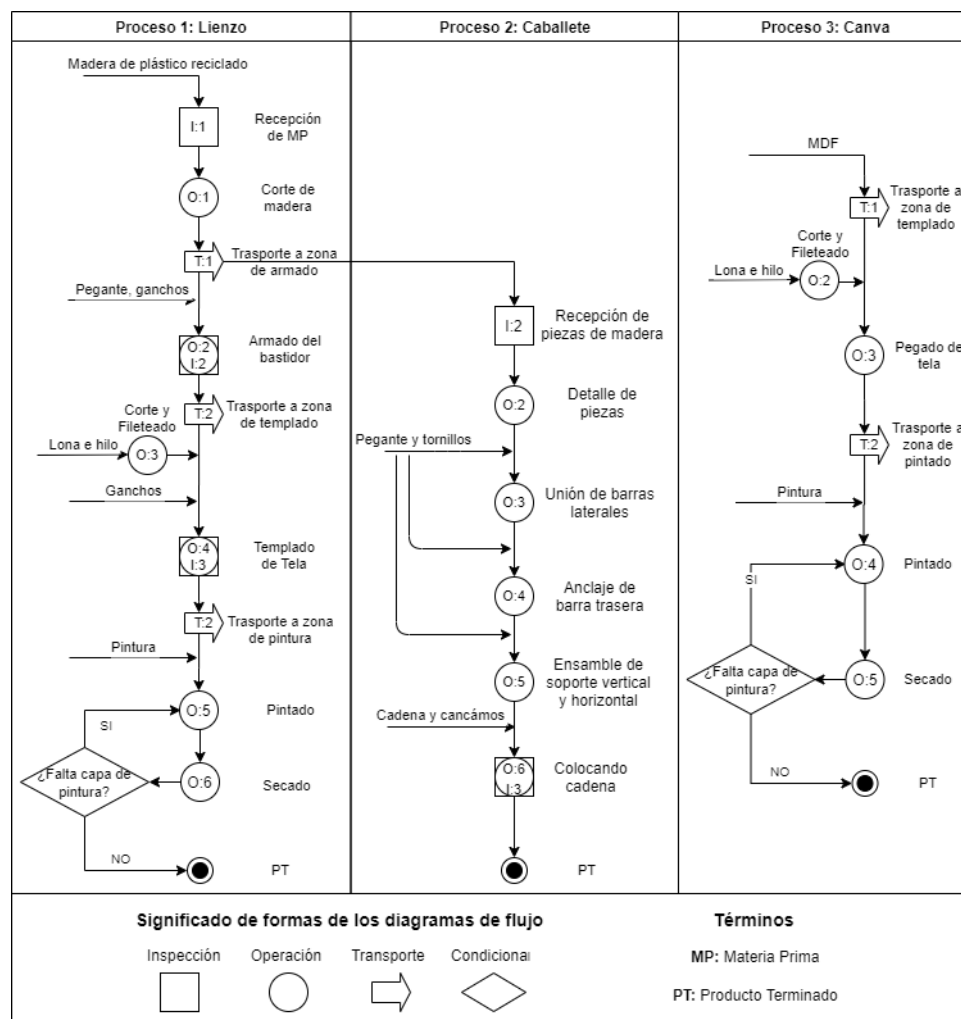 Proceso 1: Lienzo
Madera de plástico reciclado
I:1
Recepción
de MP
O:1
Corte de
madera
T:1
Trasporte a zona
de armado
Pegante, ganchos
O:2
I:2
Armado del
bastidor
T:2
Trasporte a zona
de templado
Corte y
Fileteado
Lona e hilo
O:3
Ganchos
O:4
I:3
Templado
de Tela
T:2
Trasporte a zona
de pintura
Pintura
O:5
Pintado
SI
¿Falta capa de
pintura?
O:6
Secado
NO
PT
Proceso 2: Caballete
I:2
Recepción de
piezas de madera
O:2
Detalle de
piezas
Pegante y tornillos
O:3
Unión de barras
laterales
O:4
Anclaje de
barra trasera
O:5
Ensamble de
soporte vertical
y horizontal
Cadena y cancámos
O:6
I:3
Colocando
cadena
PT
Proceso 3: Canva
MDF
T:1
Trasporte a
zona de
templado
Corte y
Fileteado
Lona e hilo
O:2
O:3
Pegado de
tela
T:2
Trasporte a
zona de
pintado
Pintura
O:4
Pintado
SI
¿Falta capa de
pintura?
O:5
Secado
NO
PT
Significado de formas de los diagramas de flujo
Inspección
Operación
Transporte
Condicional
Términos
MP: Materia Prima
PT: Producto Terminado